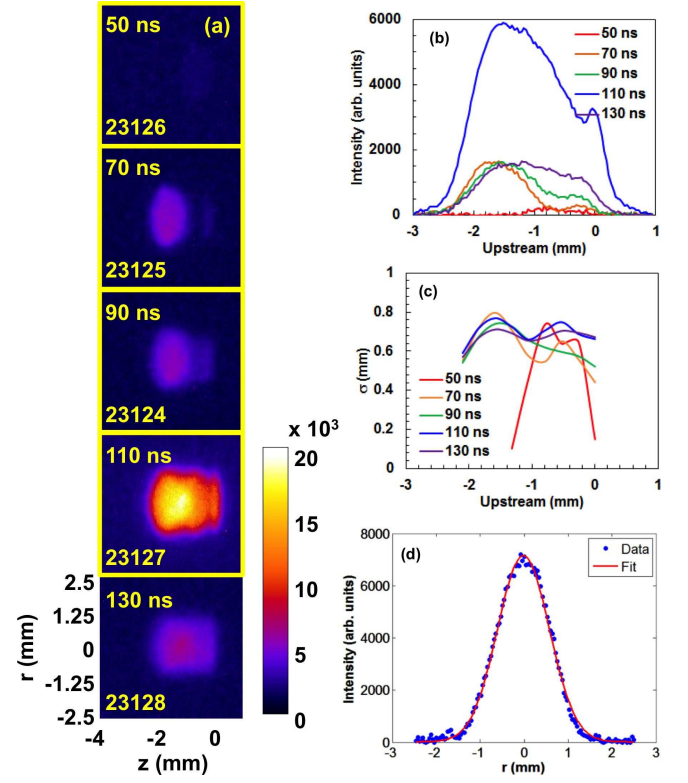 50 ns
(a)
23126
70 ns
23125
90 ns
23124
110 ns
23127
130 ns
23128
2.5
1.25
0
-1.25
-2.5
r (mm)
-4
-2
0
z (mm)
x 10³
20
15
10
5
0
(b)
50 ns
70 ns
90 ns
110 ns
130 ns
6000
4000
2000
0
-3
-2
-1
0
1
Intensity (arb. units)
Upstream (mm)
(c)
50 ns
70 ns
90 ns
110 ns
130 ns
1
0.8
0.6
0.4
0.2
0
-3
-2
-1
0
1
σ (mm)
Upstream (mm)
(d)
Data
Fit
8000
6000
4000
2000
0
-3
-2
-1
0
1
2
3
Intensity (arb. units)
r (mm)